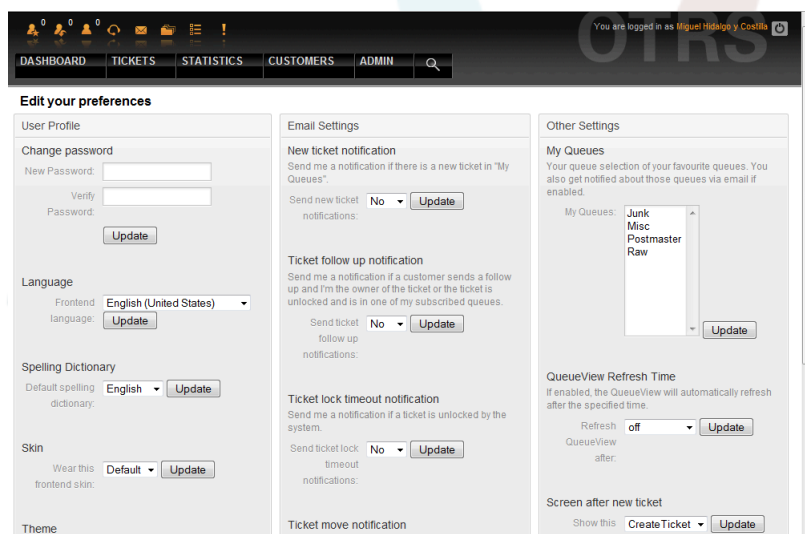 0 0 0
You are logged in as Miguel Hidalgo y Costilla
OTRS
DASHBOARD TICKETS STATISTICS CUSTOMERS ADMIN
Edit your preferences
User Profile
Change password
New Password:
Verify
Password:
Update
Language
Frontend English (United States)
language: Update
Spelling Dictionary
Default spelling English Update
dictionary:
Skin
Wear this Default Update
frontend skin:
Theme
Email Settings
New ticket notification
Send me a notification if there is a new ticket in "My
Queues".
Send new ticket No Update
notifications:
Ticket follow up notification
Send me a notification if a customer sends a follow
up and I'm the owner of the ticket or the ticket is
unlocked and is in one of my subscribed queues.
Send ticket No Update
follow up
notifications:
Ticket lock timeout notification
Send me a notification if a ticket is unlocked by the
system.
Send ticket lock No Update
timeout
notifications:
Ticket move notification
Other Settings
My Queues
Your queue selection of your favourite queues. You
also get notified about those queues via email if
enabled.
My Queues: Junk
Misc
Postmaster
Raw
Update
QueueView Refresh Time
If enabled, the QueueView will automatically refresh
after the specified time.
Refresh off Update
QueueView
after:
Screen after new ticket
Show this CreateTicket Update